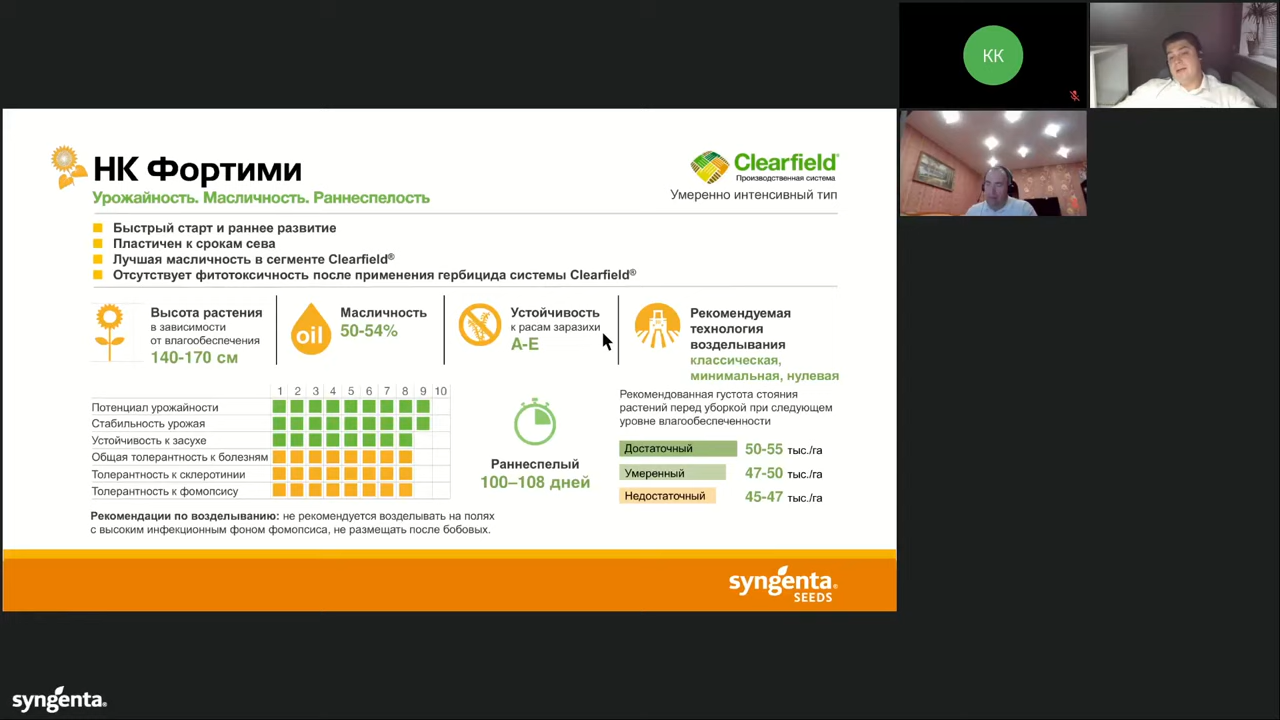 КК
НК Фортими
Урожайность. Масличность. Раннеспелость
Clearfield®
Производственная система
Умеренно интенсивный тип
Быстрый старт и раннее развитие
Пластичен к срокам сева
Лучшая масличность в сегменте Clearfield®
Отсутствует фитотоксичность после применения гербицида системы Clearfield®
Высота растения
в зависимости
от влагообеспечения
140-170 см
oil
Масличность
50-54%
Устойчивость
к расам заразихи
A-E
Рекомендуемая
технология
возделывания
классическая,
минимальная, нулевая
1 2 3 4 5 6 7 8 9 10
Потенциал урожайности
Стабильность урожая
Устойчивость к засухе
Общая толерантность к болезням
Толерантность к склеротинии
Толерантность к фомопсису
Раннеспелый
100–108 дней
Рекомендованная густота стояния
растений перед уборкой при следующем
уровне влагообеспеченности
Достаточный 50-55 тыс./га
Умеренный 47-50 тыс./га
Недостаточный 45-47 тыс./га
Рекомендации по возделыванию: не рекомендуется возделывать на полях
с высоким инфекционным фоном фомопсиса, не размещать после бобовых.
syngenta®
SEEDS
syngenta®